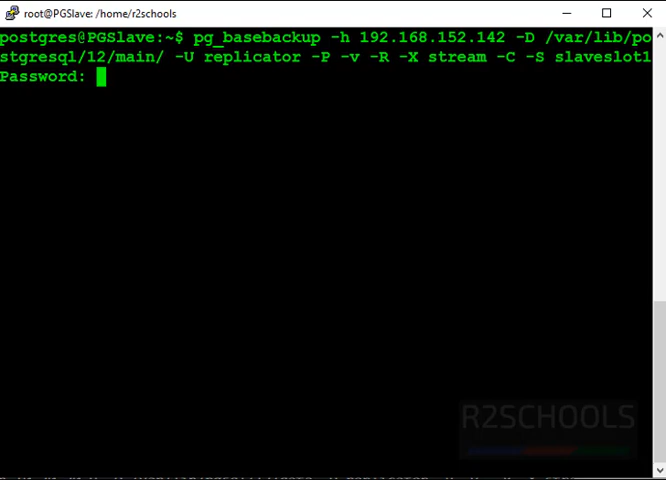 root@PGSlave: /home/r2schools
postgres@PGSlave:~$ pg_basebackup -h 192.168.152.142 -D /var/lib/po
stgresql/12/main/ -U replicator -P -v -R -X stream -C -S slaveslot1
Password:
R2SCHOOLS